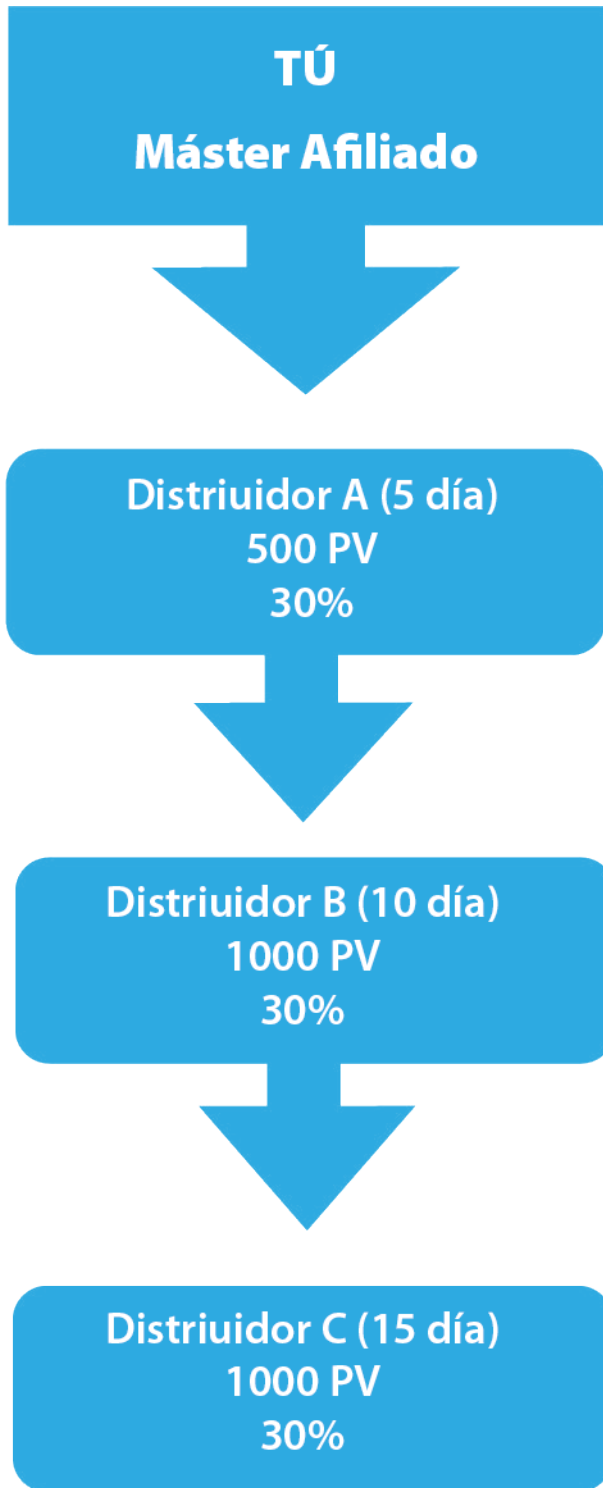 TÚ
Máster Afiliado
Distriuidor A (5 día)
500 PV
30%
Distriuidor B (10 día)
1000 PV
30%
Distriuidor C (15 día)
1000 PV
30%